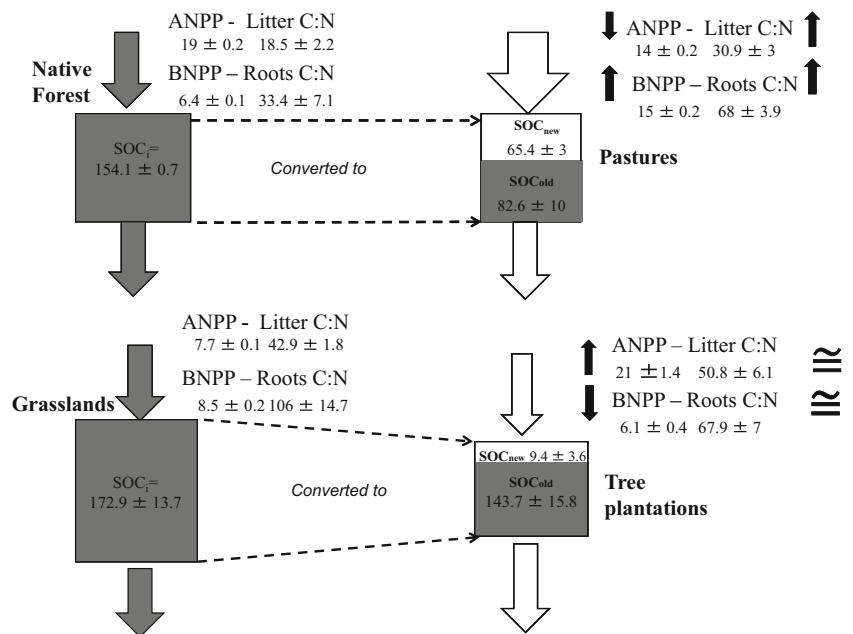 ANPP - Litter C:N
19 ± 0.2 18.5 ± 2.2
BNPP – Roots C:N
6.4 ± 0.1 33.4 ± 7.1
Native
Forest
SOCi=
154.1 ± 0.7
Converted to
ANPP - Litter C:N
14 ± 0.2 30.9 ± 3
BNPP – Roots C:N
15 ± 0.2 68 ± 3.9
SOCnew
65.4 ± 3
SOCold
82.6 ± 10
Pastures
ANPP - Litter C:N
7.7 ± 0.1 42.9 ± 1.8
BNPP – Roots C:N
8.5 ± 0.2 106 ± 14.7
Grasslands
SOCi=
172.9 ± 13.7
Converted to
ANPP – Litter C:N ≅
21 ± 1.4 50.8 ± 6.1
BNPP – Roots C:N ≅
6.1 ± 0.4 67.9 ± 7
SOCnew 9.4 ± 3.6
SOCold
143.7 ± 15.8
Tree
plantations